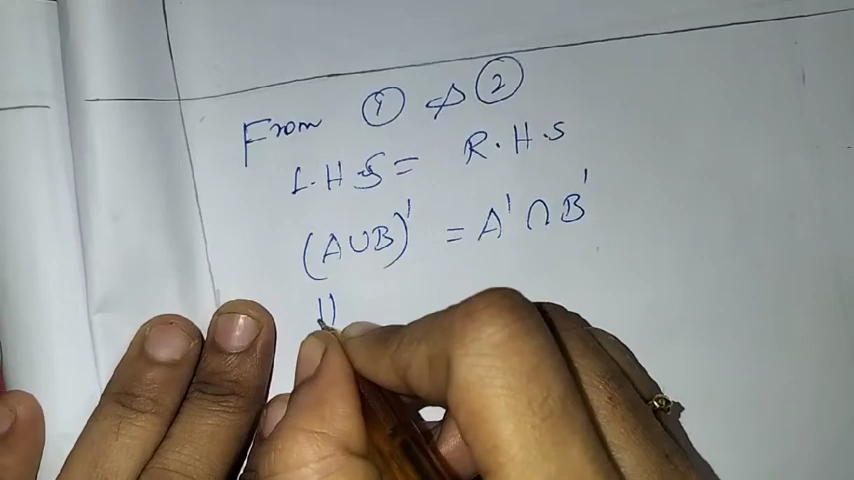 From ① & ②
L.H.S = R.H.S
(A∪B)' = A' ∩ B'